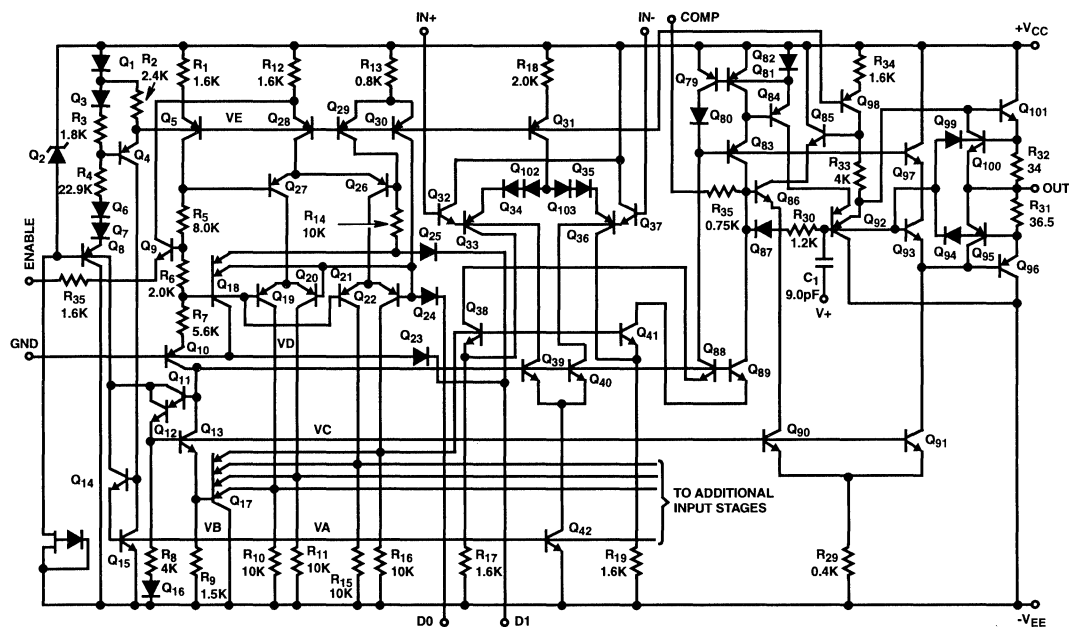 IN+ IN- COMP
+VCC
Q1 R2 2.4K R1 1.6K R12 1.6K R13 0.8K R18 2.0K Q82 R34 1.6K
Q79 Q81
Q3 R3 1.8K Q5 VE Q28 Q29 Q30 Q31 Q80 Q84 Q85 Q98 Q99 Q101
Q2 Q4 Q83 Q100 R32 34
R4 22.9K Q27 Q26 Q32 Q102 Q35 R33 4K Q97
Q34 Q103 Q86 OUT
Q6 R5 8.0K R14 10K Q33 Q36 Q37 R35 0.75K R30 1.2K Q92 R31 36.5
Q7 Q8 Q9 Q25 Q87 Q93 Q94 Q95 Q96
ENABLE
R35 1.6K R6 2.0K Q18 Q19 Q20 Q21 Q22 Q24 C1 9.0pF V+
R7 5.6K Q38 Q41
GND Q10 VD Q23 Q39 Q40 Q88 Q89
Q11
Q12 Q13 VC Q90 Q91
Q14 Q17 TO ADDITIONAL
INPUT STAGES
VB VA Q42
Q15 R8 4K Q16 R9 1.5K R10 10K R11 10K R15 10K R16 10K R17 1.6K R19 1.6K R29 0.4K
-VEE
D0 D1